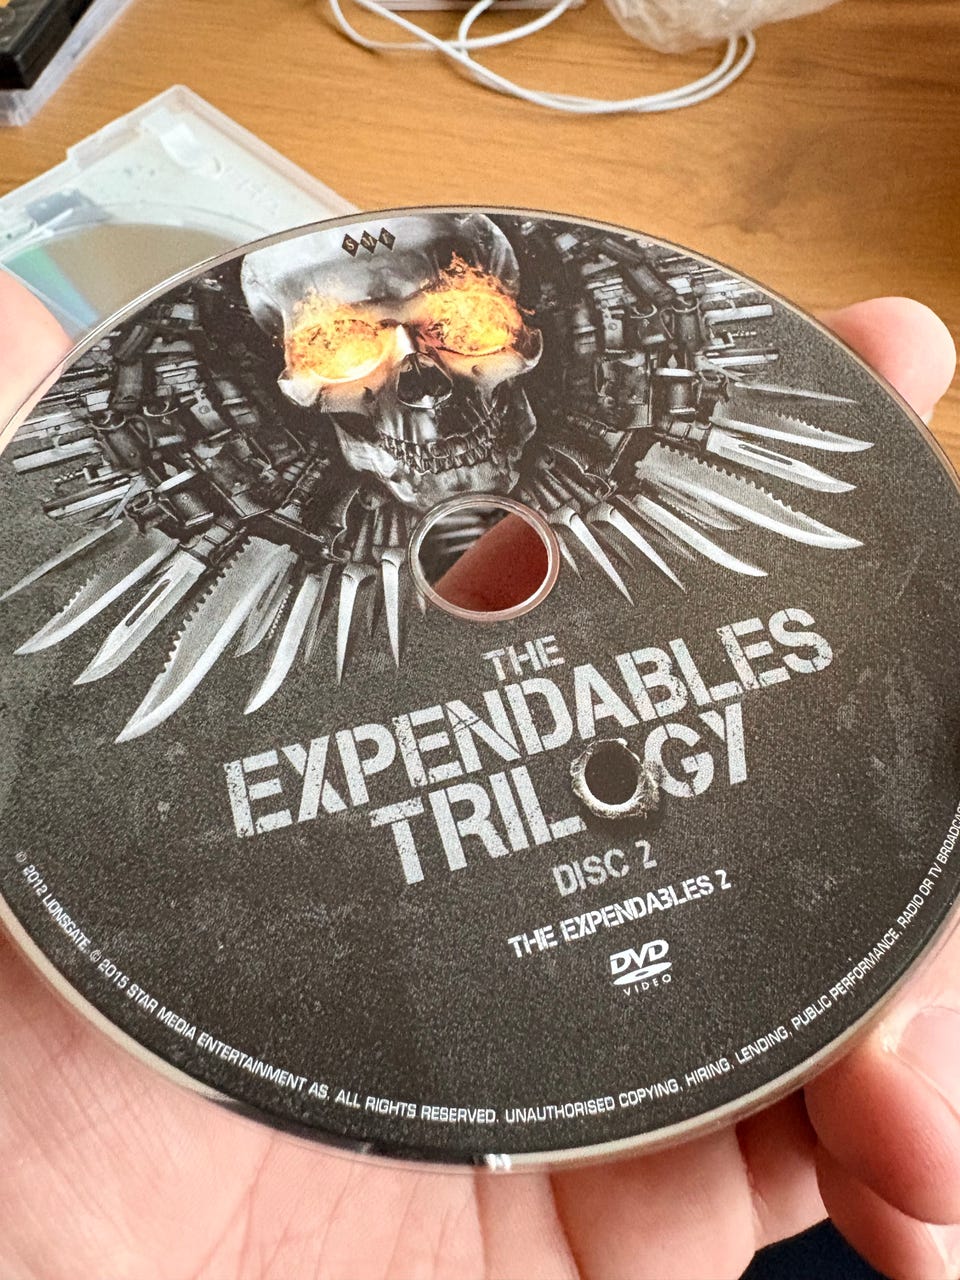 SME
THE
EXPENDABLES
TRILOGY
DISC 2
THE EXPENDABLES 2
DVD
VIDEO
© 2012 LIONSGATE. © 2015 STAR MEDIA ENTERTAINMENT AS. ALL RIGHTS RESERVED. UNAUTHORISED COPYING, HIRING, LENDING, PUBLIC PERFORMANCE, RADIO OR TV